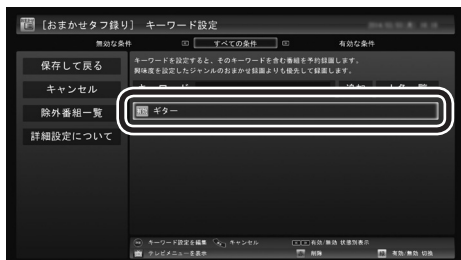 [おまかせタフ録り] キーワード設定
無効な条件 すべての条件 有効な条件
保存して戻る
キーワードを設定すると、そのキーワードを含む番組を予約録画します。
興味度を設定したジャンルのおまかせ録画よりも優先して録画します。
キャンセル
除外番組一覧
ギター
詳細設定について
キーワード設定を編集 キャンセル 有効/無効 状態別表示
テレビメニューを表示 削除 有効/無効 切換